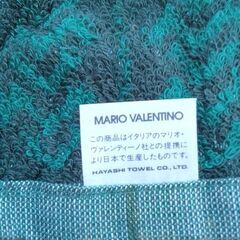 MARIO VALENTINO
この商品はイタリアのマリオ・
ヴァレンティーノ社との提携に
より日本で生産したものです。
HAYASHI TOWEL CO., LTD.